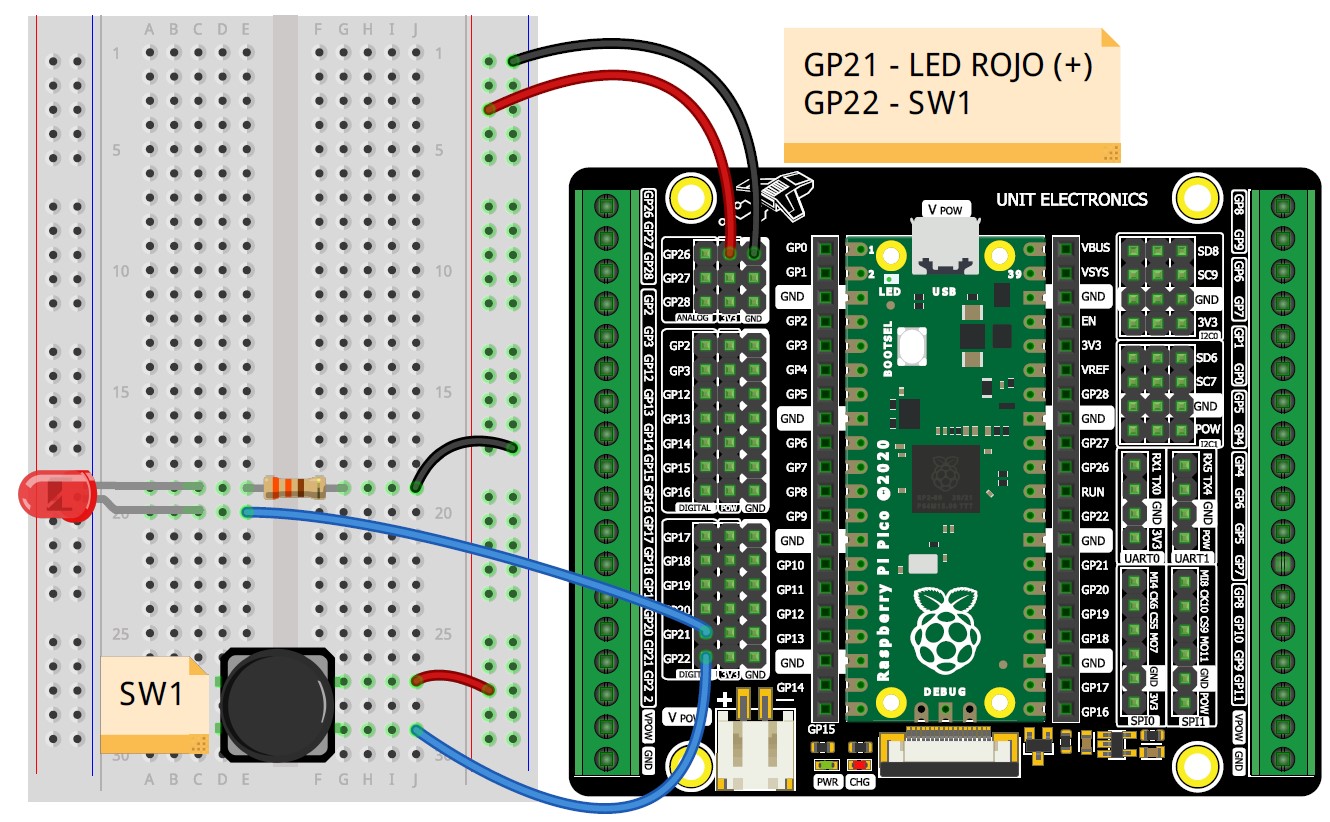 A B C D E F G H I J
1 1
5 5
10 10
15 15
20 20
25 25
30
A B C D E F G H I J
SW1
GP21 - LED ROJO (+)
GP22 - SW1
UNIT ELECTRONICS
V POW
GP26 GP27 GP28
GP2
GP3
GP12
GP13
GP14
GP15
GP16
GP17
GP18
GP20
GP21
GP2 2
VPOW
GND
GP26
GP27
GP28
ANALOG 3V3 GND
GP2
GP3
GP12
GP13
GP14
GP15
GP16
DIGITAL POW GND
GP17
GP18
GP19
GP20
GP21
GP22
3V3 GND
V POW
+ −
GP0
GP1
GND
GP2
GP3
GP4
GP5
GND
GP6
GP7
GP8
GP9
GND
GP10
GP11
GP12
GP13
GND
GP14
GP15
PWR CHG
1
2
39
LED USB
BOOTSEL
Raspberry Pi Pico ©2020
DEBUG
VBUS
VSYS
GND
EN
3V3
VREF
GP28
GND
GP27
GP26
RUN
GP22
GND
GP21
GP20
GP19
GP18
GND
GP17
GP16
SD8
SC9
GND
3V3
I2C0
SD6
SC7
GND
POW
I2C1
RX1 TX0 GND 3V3
UART0
RX5 TX4 GND POW
UART1
MI4 CK6 CS5 MO7 GND 3V3
SPI0
MI8 CK10 CS9 MO11 GND POW
SPI1
GP8
GP9
GP6
GP7
GP1
GP0
GP5
GP4
GP4
GP6
GP5
GP7
GP8
GP10
GP9
GP11
VPOW
GND